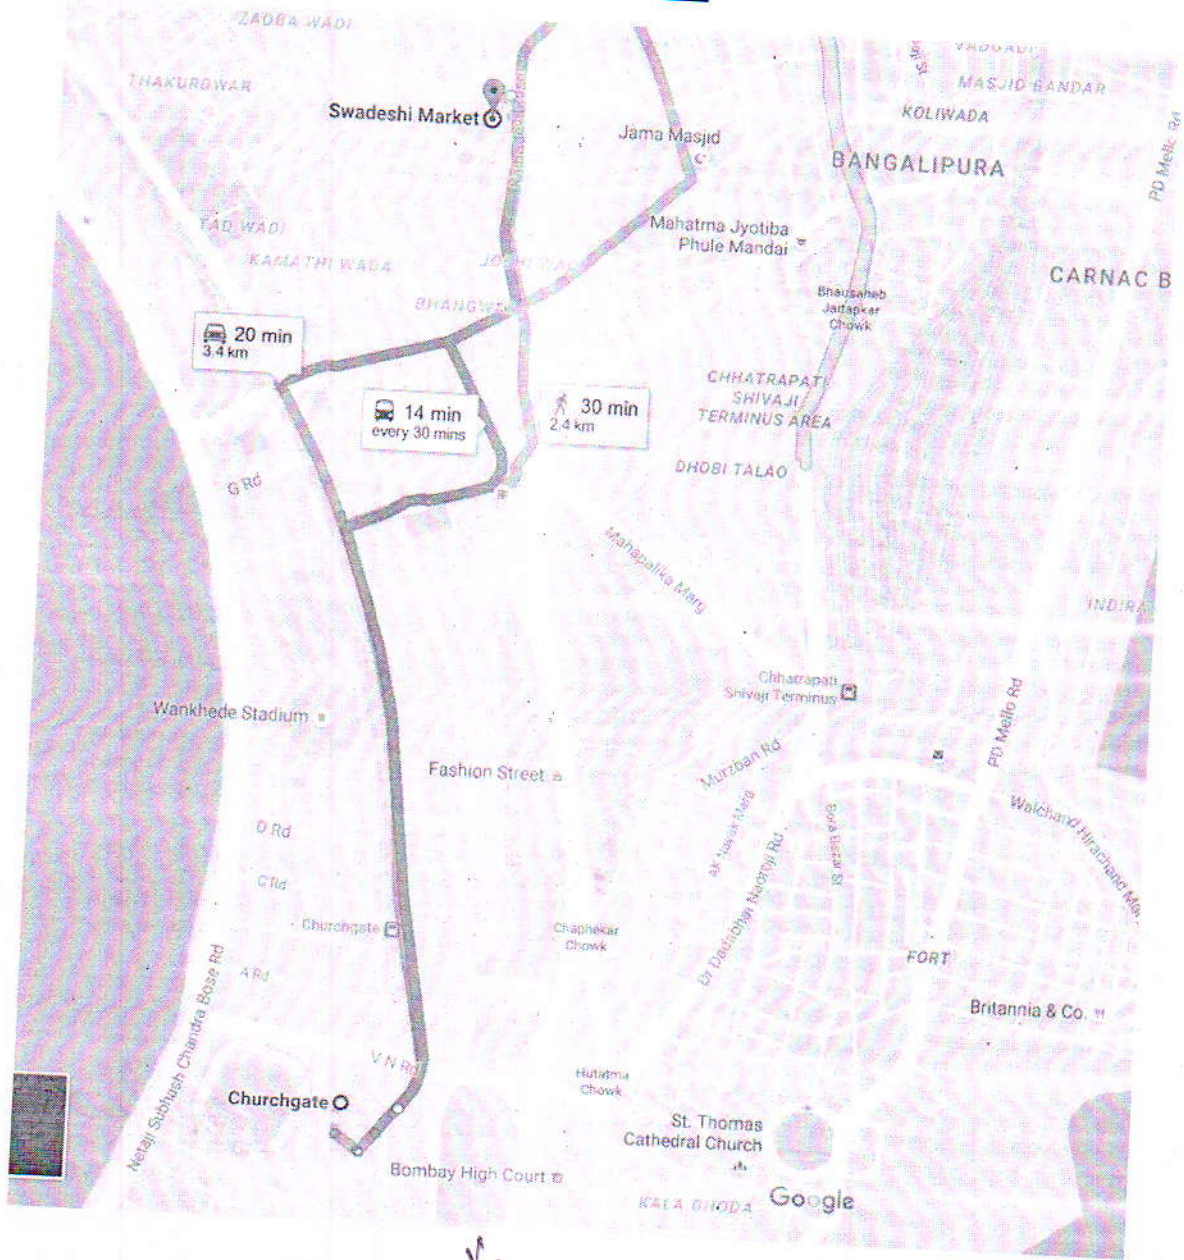 ZAOBA WADI
THAKURDWAR
Swadeshi Market
Jama Masjid
MASJID BANDAR
KOLIWADA
BANGALIPURA
PD Mello Rd
TAD WADI
KAMATHI WADA
Mahatma Jyotiba
Phule Mandai
CARNAC B
Bhausaheb
Jartapkar
Chowk
20 min
3.4 km
14 min
every 30 mins
30 min
2.4 km
CHHATRAPATI
SHIVAJI
TERMINUS AREA
DHOBI TALAO
G Rd
Mahapalika Marg
INDIRA
Chhatrapati
Shivaji Terminus
PD Mello Rd
Wankhede Stadium
Fashion Street
Murzban Rd
Walchand Hirachand Mar
D Rd
C Rd
AK Nayak Marg
Dr Dadabhai Naoroji Rd
Churchgate
Chaphekar
Chowk
A Rd
FORT
Netaji Subhash Chandra Bose Rd
Britannia & Co.
V N Rd
Hutatma
Chowk
Churchgate
St. Thomas
Cathedral Church
Bombay High Court
KALA GHODA
Google